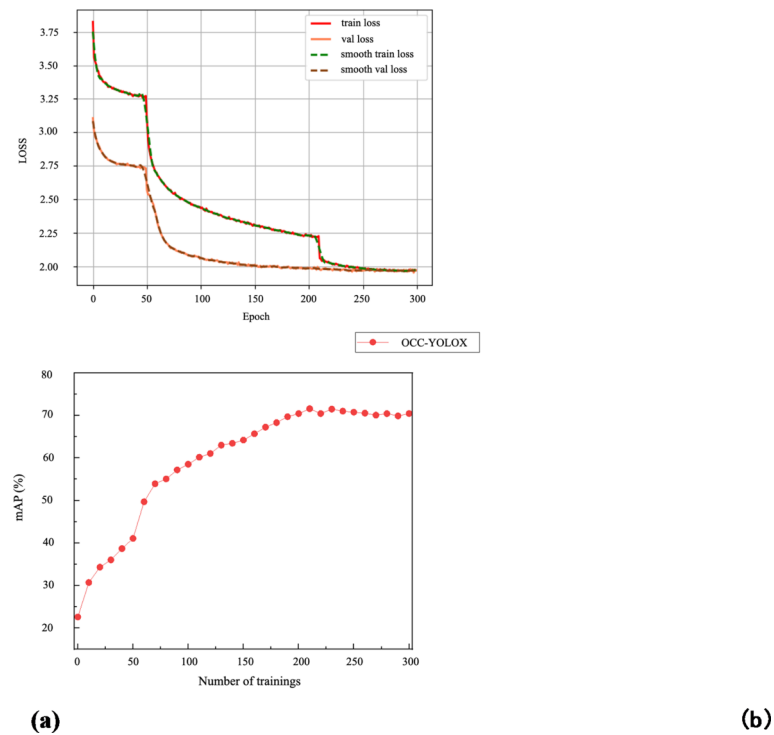 train loss
val loss
smooth train loss
smooth val loss
3.75
3.50
3.25
3.00
2.75
2.50
2.25
2.00
LOSS
0 50 100 150 200 250 300
Epoch
OCC-YOLOX
80
70
60
50
40
30
20
mAP (%)
0 50 100 150 200 250 300
Number of trainings
(a) (b)